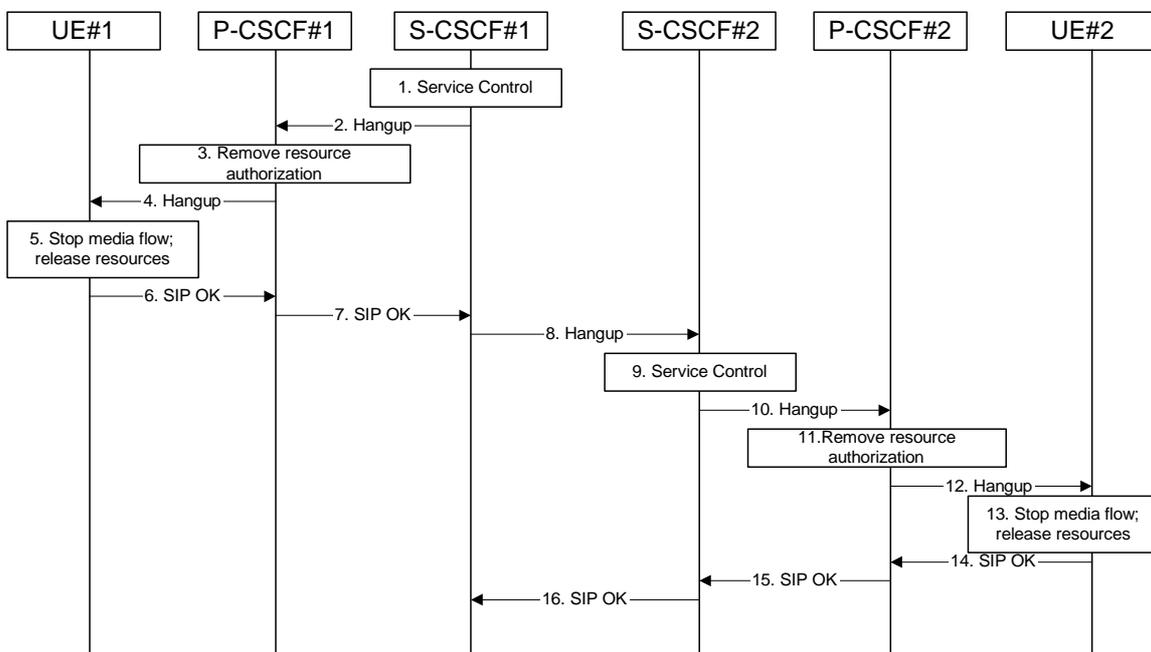 UE#1
P-CSCF#1
S-CSCF#1
S-CSCF#2
P-CSCF#2
UE#2
1. Service Control
2. Hangup
3. Remove resource
authorization
4. Hangup
5. Stop media flow;
release resources
6. SIP OK
7. SIP OK
8. Hangup
9. Service Control
10. Hangup
11.Remove resource
authorization
12. Hangup
13. Stop media flow;
release resources
14. SIP OK
15. SIP OK
16. SIP OK